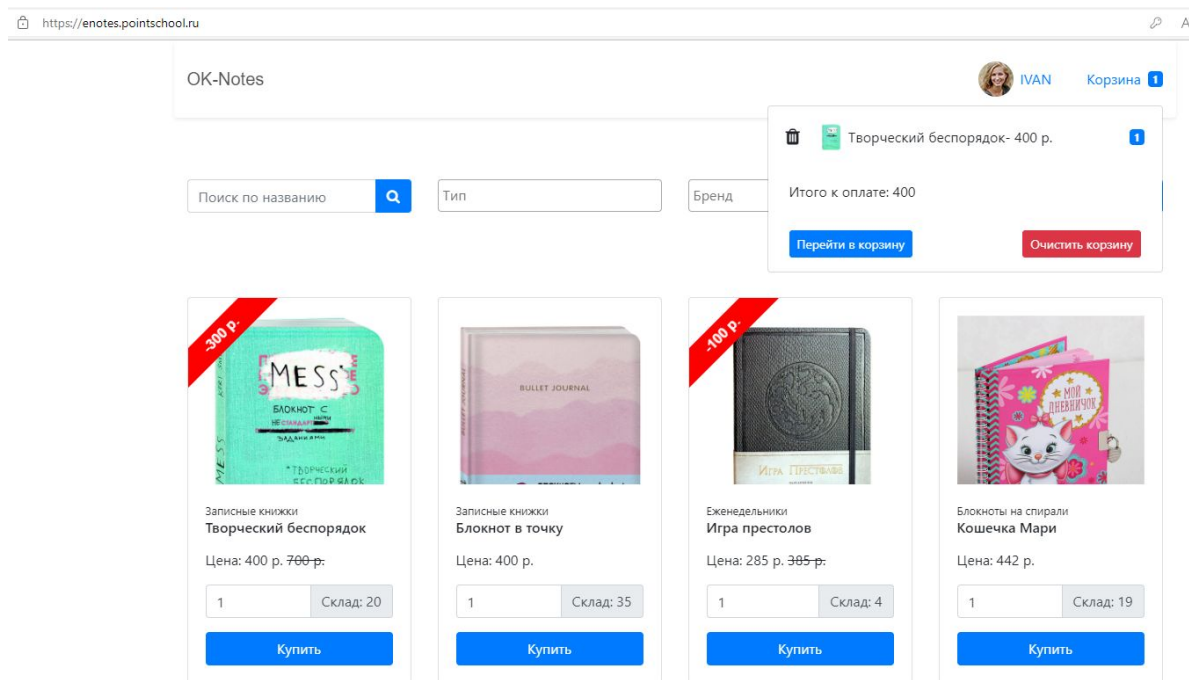 https://enotes.pointschool.ru
OK-Notes
IVAN
Корзина 1
Творческий беспорядок- 400 р. 1
Итого к оплате: 400
Перейти в корзину
Очистить корзину
Поиск по названию
Тип
Бренд
-300 р.
MESS
БЛОКНОТ С
ЗАДАНИЯМИ
MESS
*ТВОРЧЕСКИЙ
БЕСПОРЯДОК
BULLET JOURNAL
-100 р.
ИГРА ПРЕСТОЛОВ
МОЙ
ДНЕВНИЧОК
Записные книжки
Творческий беспорядок
Цена: 400 р. 700 р.
1
Склад: 20
Купить
Записные книжки
Блокнот в точку
Цена: 400 р.
1
Склад: 35
Купить
Еженедельники
Игра престолов
Цена: 285 р. 385 р.
1
Склад: 4
Купить
Блокноты на спирали
Кошечка Мари
Цена: 442 р.
1
Склад: 19
Купить